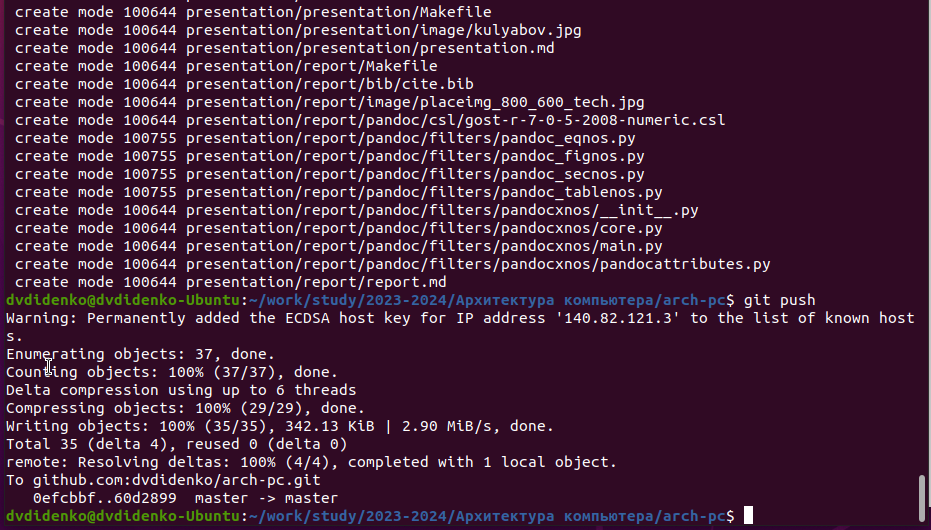 create mode 100644 presentation/presentation/Makefile
create mode 100644 presentation/presentation/image/kulyabov.jpg
create mode 100644 presentation/presentation/presentation.md
create mode 100644 presentation/report/Makefile
create mode 100644 presentation/report/bib/cite.bib
create mode 100644 presentation/report/image/placeimg_800_600_tech.jpg
create mode 100644 presentation/report/pandoc/csl/gost-r-7-0-5-2008-numeric.csl
create mode 100755 presentation/report/pandoc/filters/pandoc_eqnos.py
create mode 100755 presentation/report/pandoc/filters/pandoc_fignos.py
create mode 100755 presentation/report/pandoc/filters/pandoc_secnos.py
create mode 100755 presentation/report/pandoc/filters/pandoc_tablenos.py
create mode 100644 presentation/report/pandoc/filters/pandocxnos/__init__.py
create mode 100644 presentation/report/pandoc/filters/pandocxnos/core.py
create mode 100644 presentation/report/pandoc/filters/pandocxnos/main.py
create mode 100644 presentation/report/pandoc/filters/pandocxnos/pandocattributes.py
create mode 100644 presentation/report/report.md
dvdidenko@dvdidenko-Ubuntu:~/work/study/2023-2024/Архитектура компьютера/arch-pc$ git push
Warning: Permanently added the ECDSA host key for IP address '140.82.121.3' to the list of known host
s.
Enumerating objects: 37, done.
Counting objects: 100% (37/37), done.
Delta compression using up to 6 threads
Compressing objects: 100% (29/29), done.
Writing objects: 100% (35/35), 342.13 KiB | 2.90 MiB/s, done.
Total 35 (delta 4), reused 0 (delta 0)
remote: Resolving deltas: 100% (4/4), completed with 1 local object.
To github.com:dvdidenko/arch-pc.git
   0efcbbf..60d2899  master -> master
dvdidenko@dvdidenko-Ubuntu:~/work/study/2023-2024/Архитектура компьютера/arch-pc$